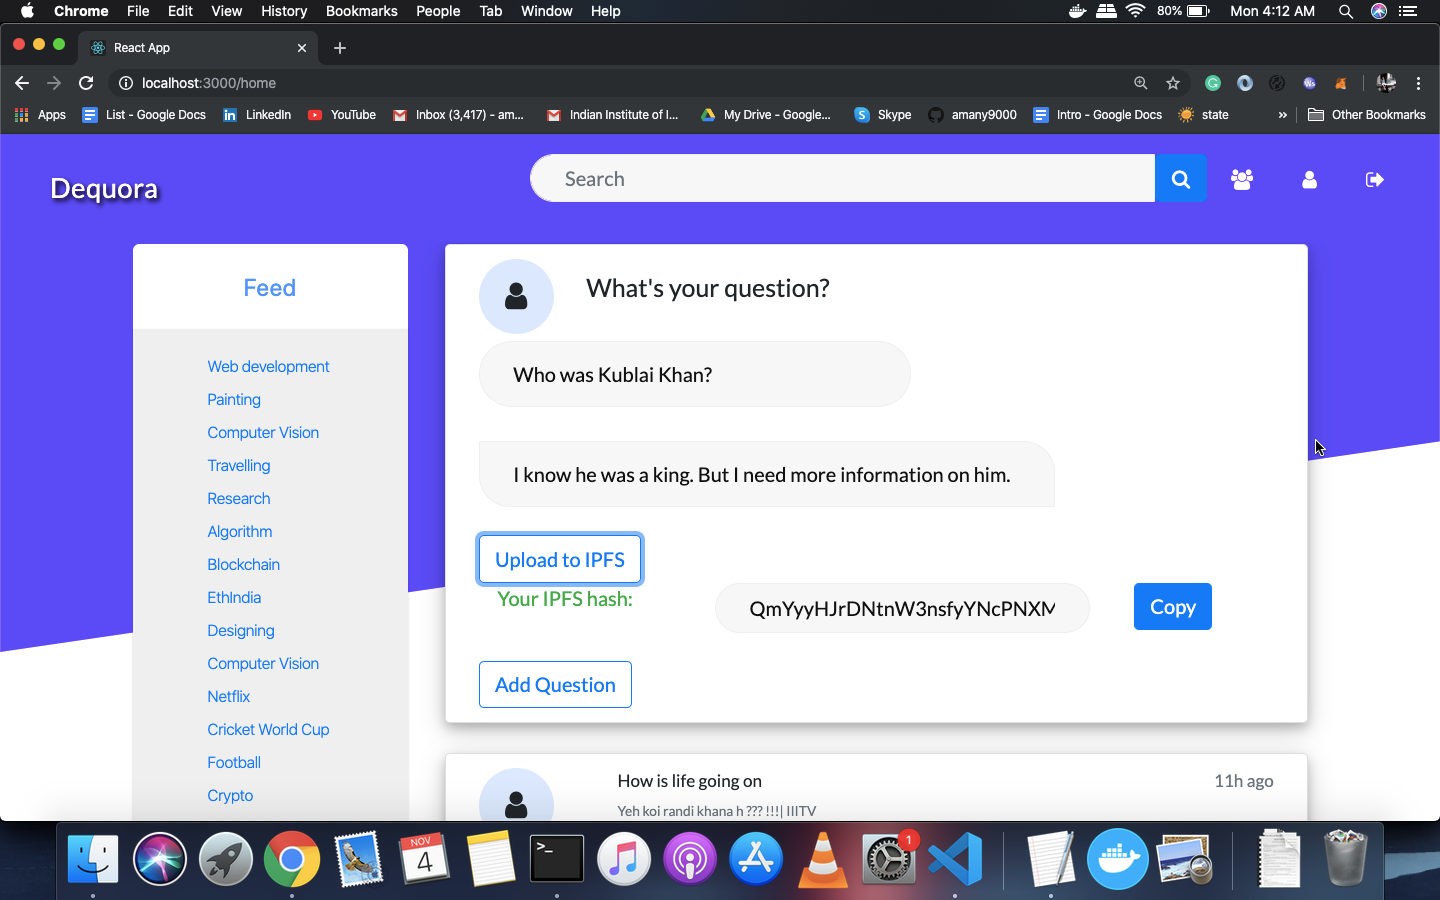 Chrome File Edit View History Bookmarks People Tab Window Help 80% Mon 4:12 AM
React App
localhost:3000/home
Apps List - Google Docs LinkedIn YouTube Inbox (3,417) - am... Indian Institute of I... My Drive - Google... Skype amany9000 Intro - Google Docs state » Other Bookmarks
Dequora
Search
Feed
Web development
Painting
Computer Vision
Travelling
Research
Algorithm
Blockchain
EthIndia
Designing
Computer Vision
Netflix
Cricket World Cup
Football
Crypto
What's your question?
Who was Kublai Khan?
I know he was a king. But I need more information on him.
Upload to IPFS
Your IPFS hash:
QmYyyHJrDNtnW3nsfyYNcPNXM
Copy
Add Question
How is life going on
11h ago
Yeh koi randi khana h ??? !!!| IIITV
NOV
4
>_
1